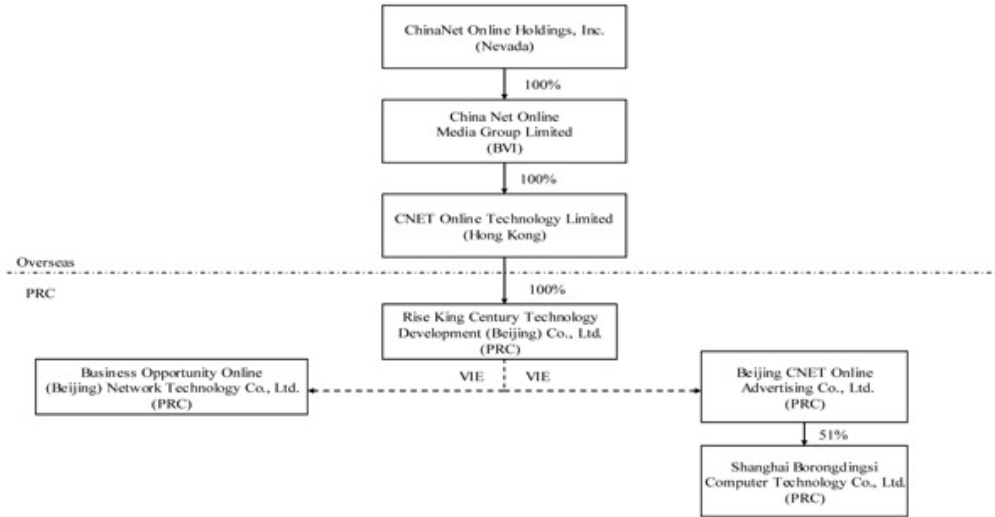 ChinaNet Online Holdings, Inc.
(Nevada)
100%
China Net Online
Media Group Limited
(BVI)
100%
CNET Online Technology Limited
(Hong Kong)
Overseas
PRC
100%
Rise King Century Technology
Development (Beijing) Co., Ltd.
(PRC)
VIE
VIE
Business Opportunity Online
(Beijing) Network Technology Co., Ltd.
(PRC)
Beijing CNET Online
Advertising Co., Ltd.
(PRC)
51%
Shanghai Borongdingsi
Computer Technology Co., Ltd.
(PRC)